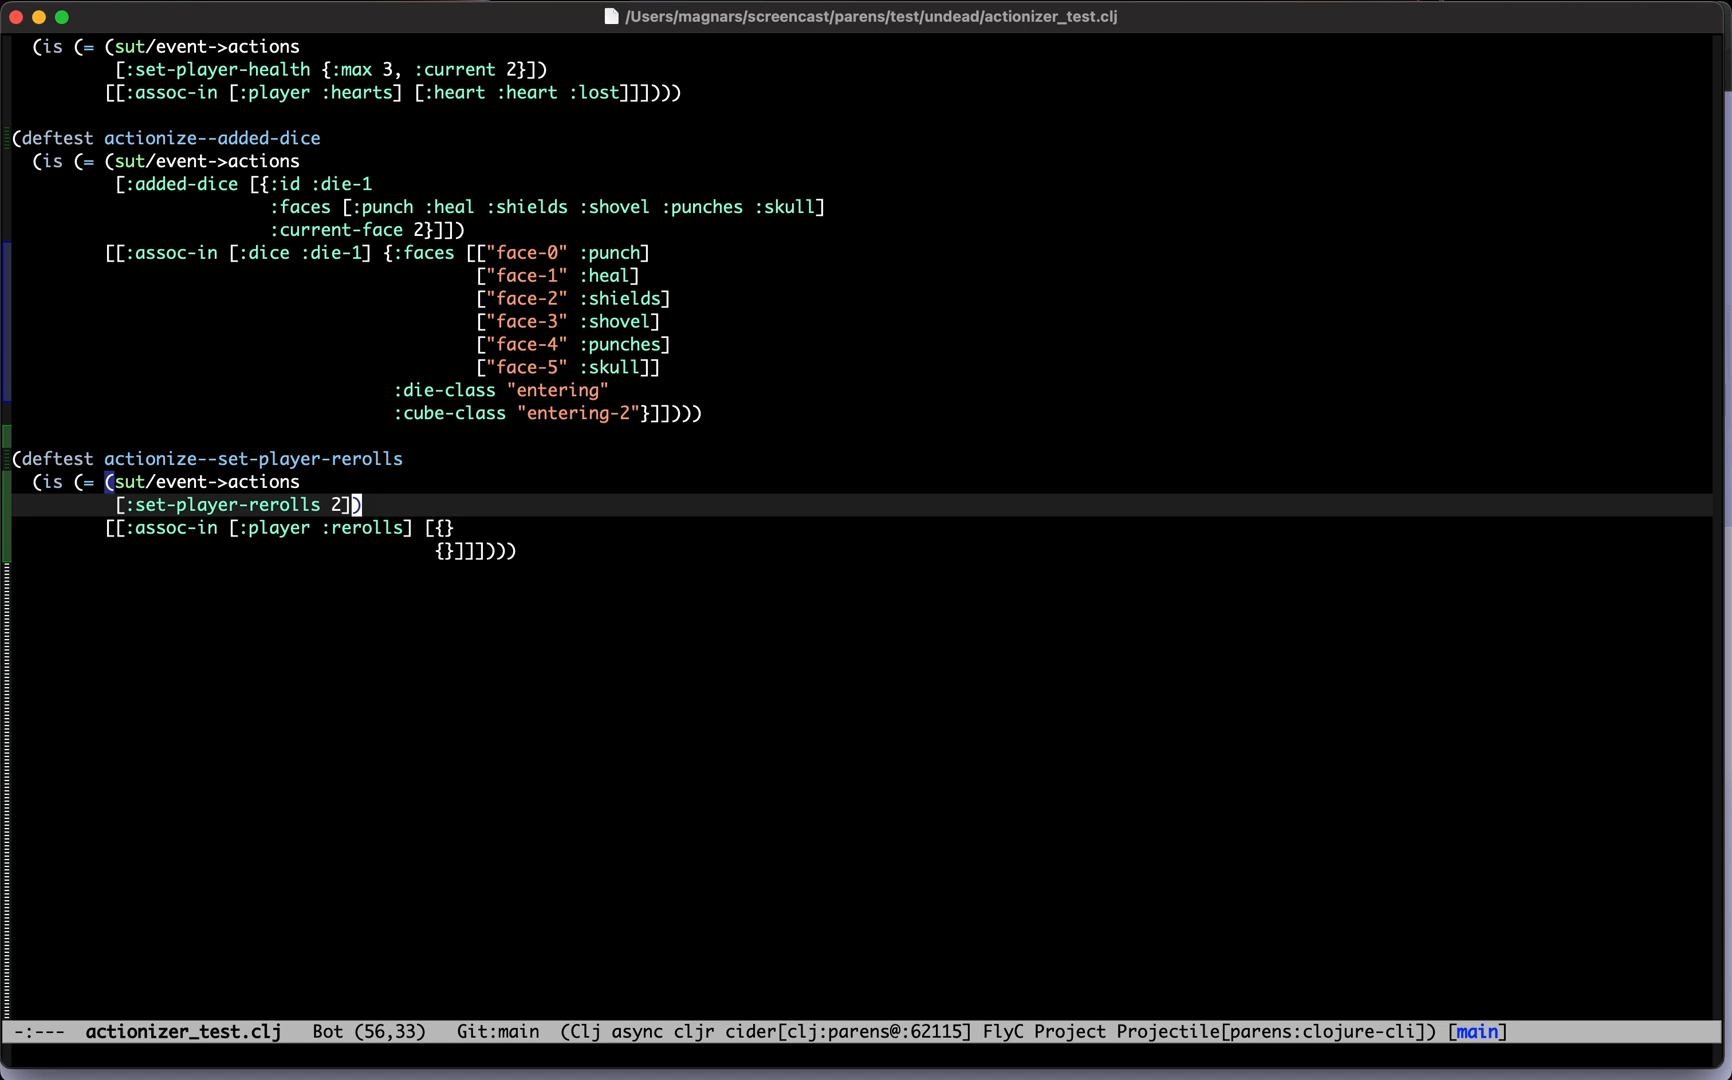 /Users/magnars/screencast/parens/test/undead/actionizer_test.clj
(is (= (sut/event->actions
[:set-player-health {:max 3, :current 2}])
[[:assoc-in [:player :hearts] [:heart :heart :lost]]])))
(deftest actionize--added-dice
(is (= (sut/event->actions
[:added-dice [{:id :die-1
:faces [:punch :heal :shields :shovel :punches :skull]
:current-face 2}]])
[[:assoc-in [:dice :die-1] {:faces [["face-0" :punch]
["face-1" :heal]
["face-2" :shields]
["face-3" :shovel]
["face-4" :punches]
["face-5" :skull]]
:die-class "entering"
:cube-class "entering-2"}]])))
(deftest actionize--set-player-rerolls
(is (= (sut/event->actions
[:set-player-rerolls 2])
[[:assoc-in [:player :rerolls] [{}
{}]]])))
-:--- actionizer_test.clj Bot (56,33) Git:main (Clj async cljr cider[clj:parens@:62115] FlyC Project Projectile[parens:clojure-cli]) [main]